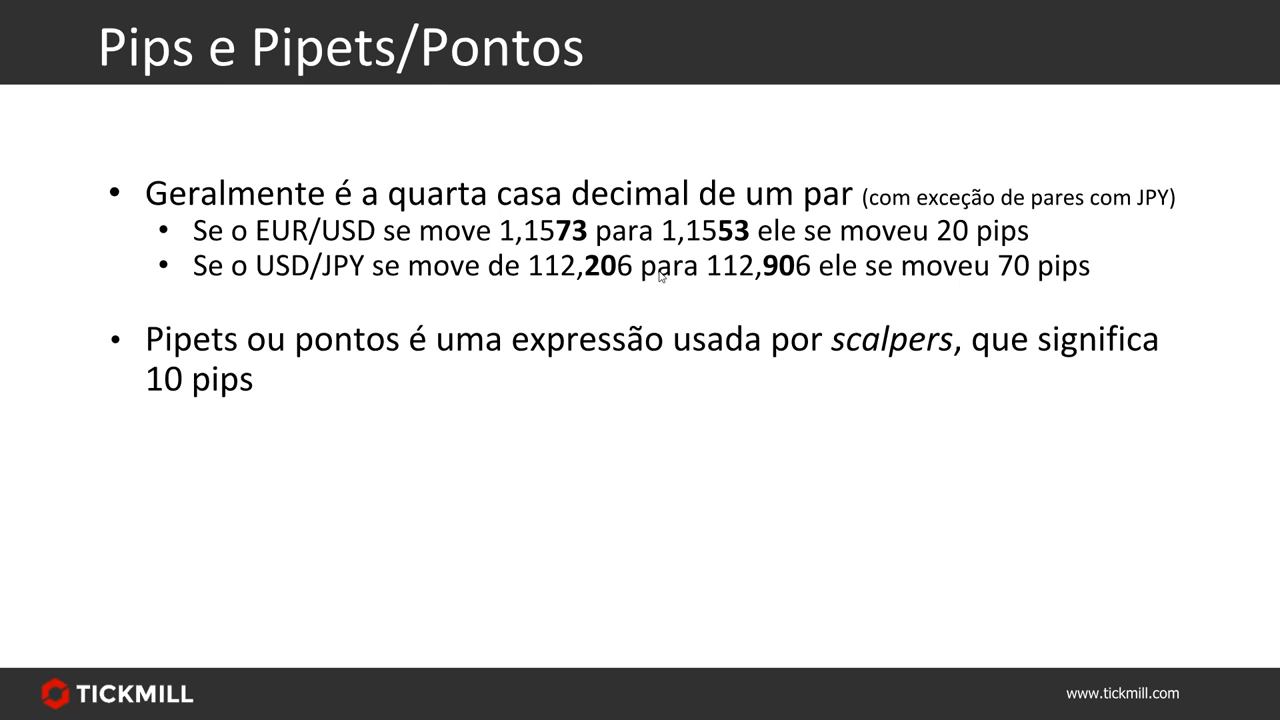 Pips e Pipets/Pontos
• Geralmente é a quarta casa decimal de um par (com exceção de pares com JPY)
• Se o EUR/USD se move 1,1573 para 1,1553 ele se moveu 20 pips
• Se o USD/JPY se move de 112,206 para 112,906 ele se moveu 70 pips
• Pipets ou pontos é uma expressão usada por scalpers, que significa
10 pips
TICKMILL
www.tickmill.com